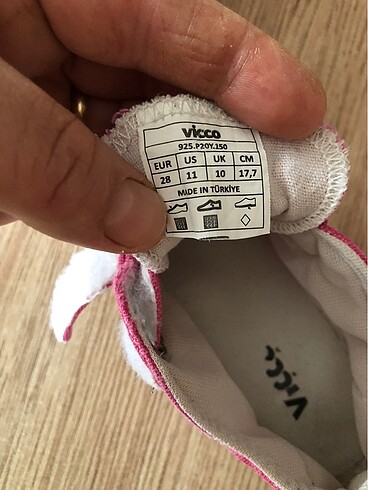 vicco
925.P20Y.150
EUR US UK CM
28 11 10 17,7
MADE IN TÜRKİYE
vicco